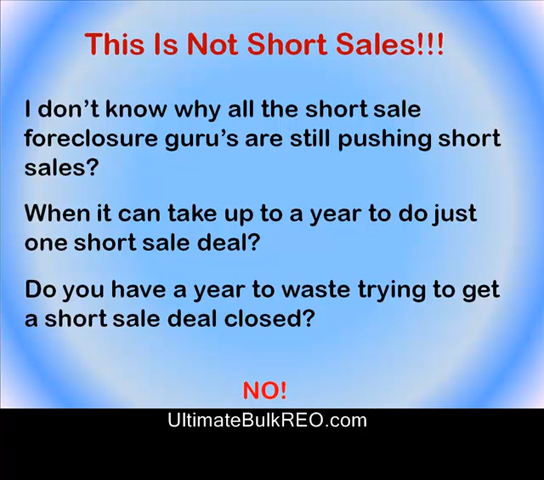 This Is Not Short Sales!!!
I don't know why all the short sale
foreclosure guru's are still pushing short
sales?
When it can take up to a year to do just
one short sale deal?
Do you have a year to waste trying to get
a short sale deal closed?
NO!
UltimateBulkREO.com